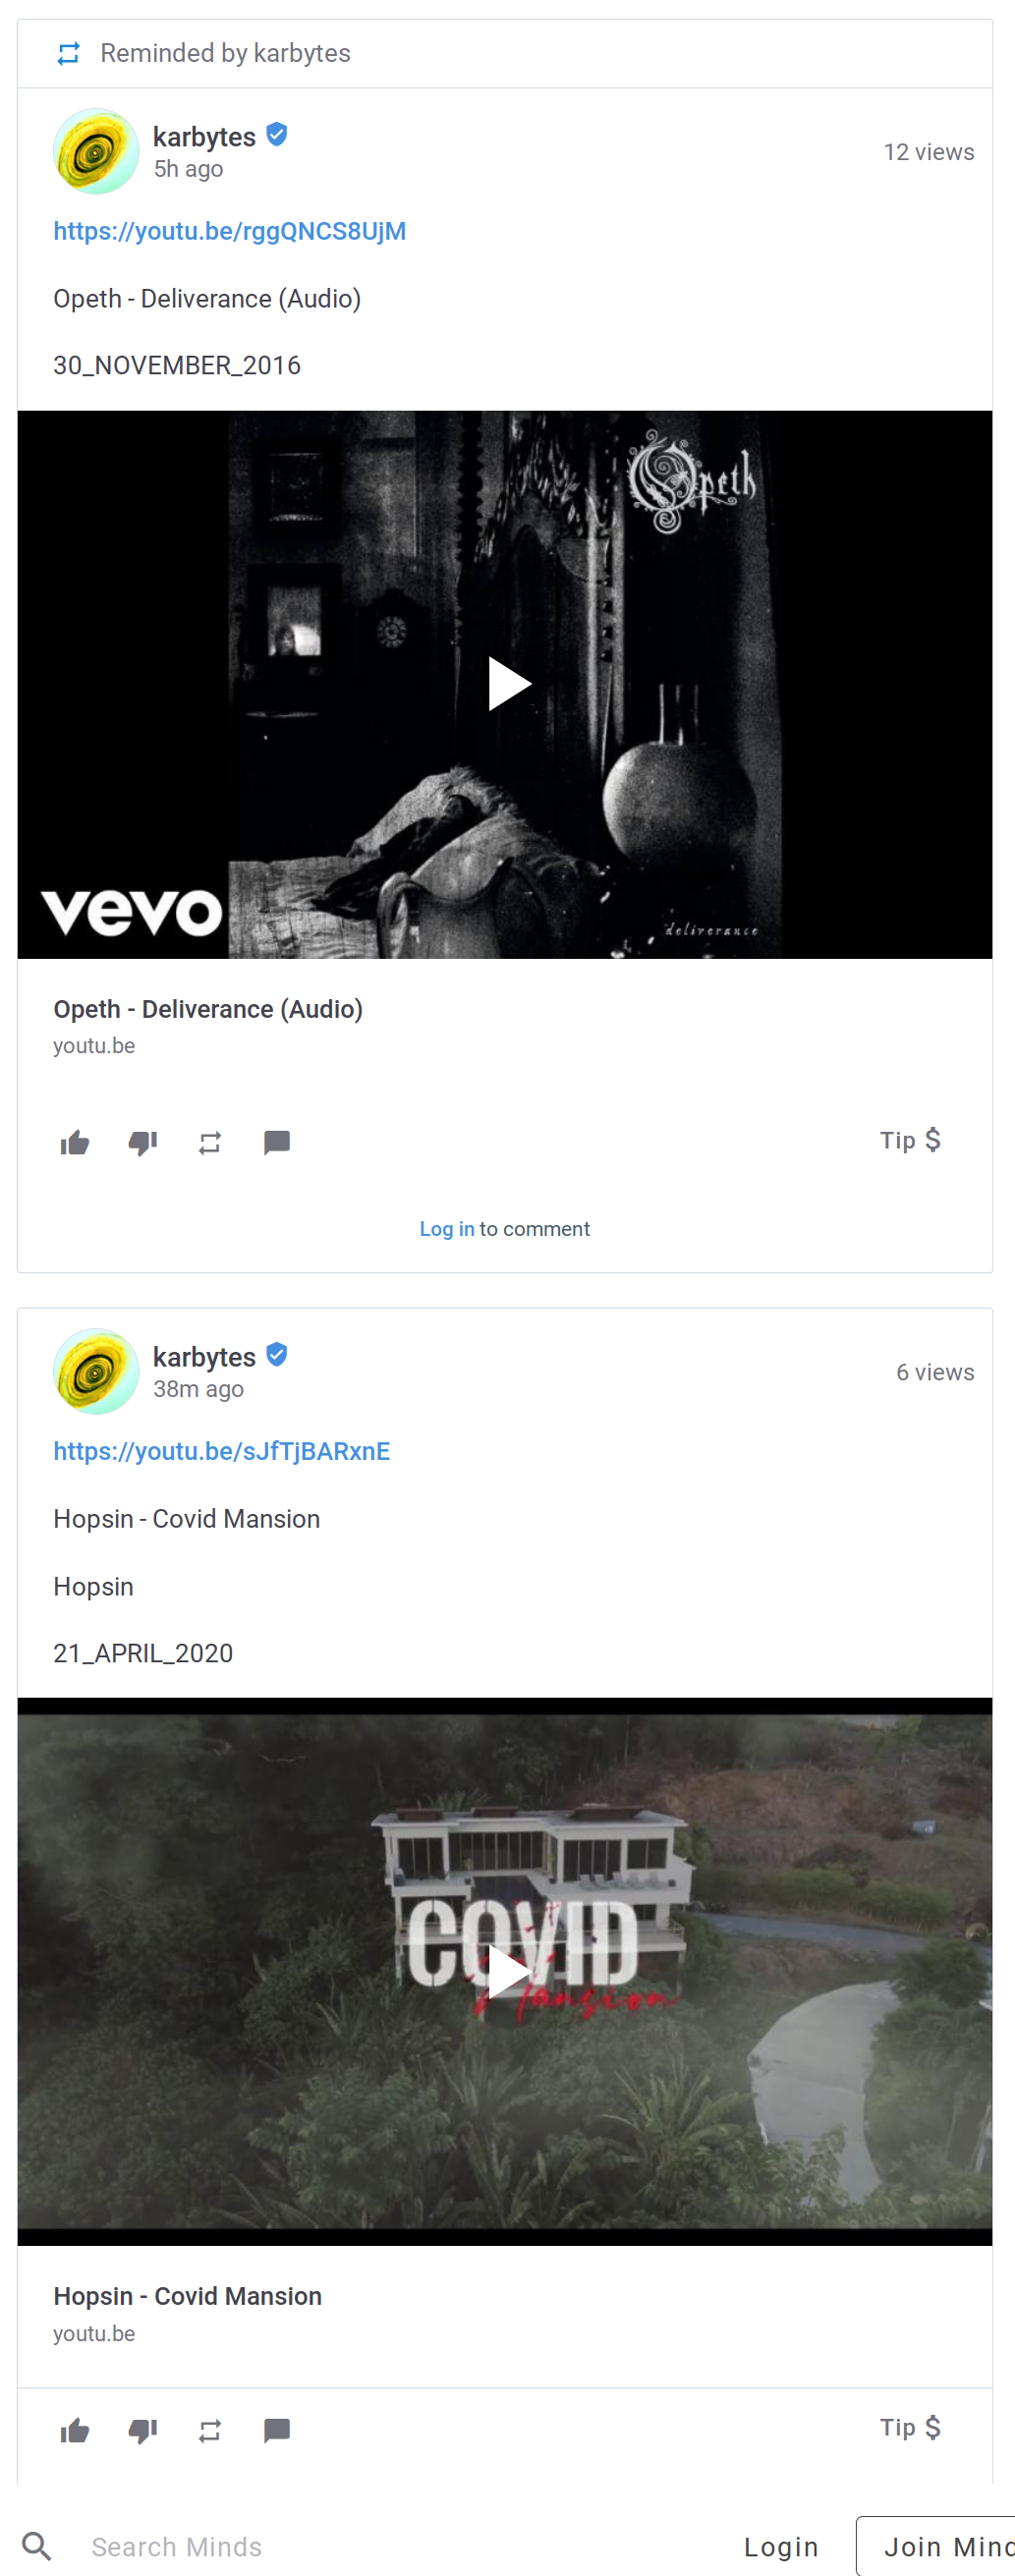 Reminded by karbytes
karbytes
5h ago
12 views
https://youtu.be/rggQNCS8UjM
Opeth - Deliverance (Audio)
30_NOVEMBER_2016
Opeth
vevo
deliverance
Opeth - Deliverance (Audio)
youtu.be
Tip $
Log in to comment
karbytes
38m ago
6 views
https://youtu.be/sJfTjBARxnE
Hopsin - Covid Mansion
Hopsin
21_APRIL_2020
COVID
Mansion
Hopsin - Covid Mansion
youtu.be
Tip $
Search Minds
Login
Join Mind